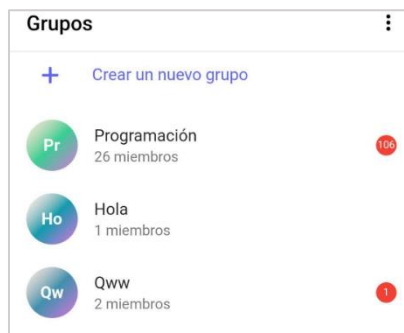 Grupos
Crear un nuevo grupo
Pr
Programación
26 miembros
106
Ho
Hola
1 miembros
Qw
Qww
2 miembros
1